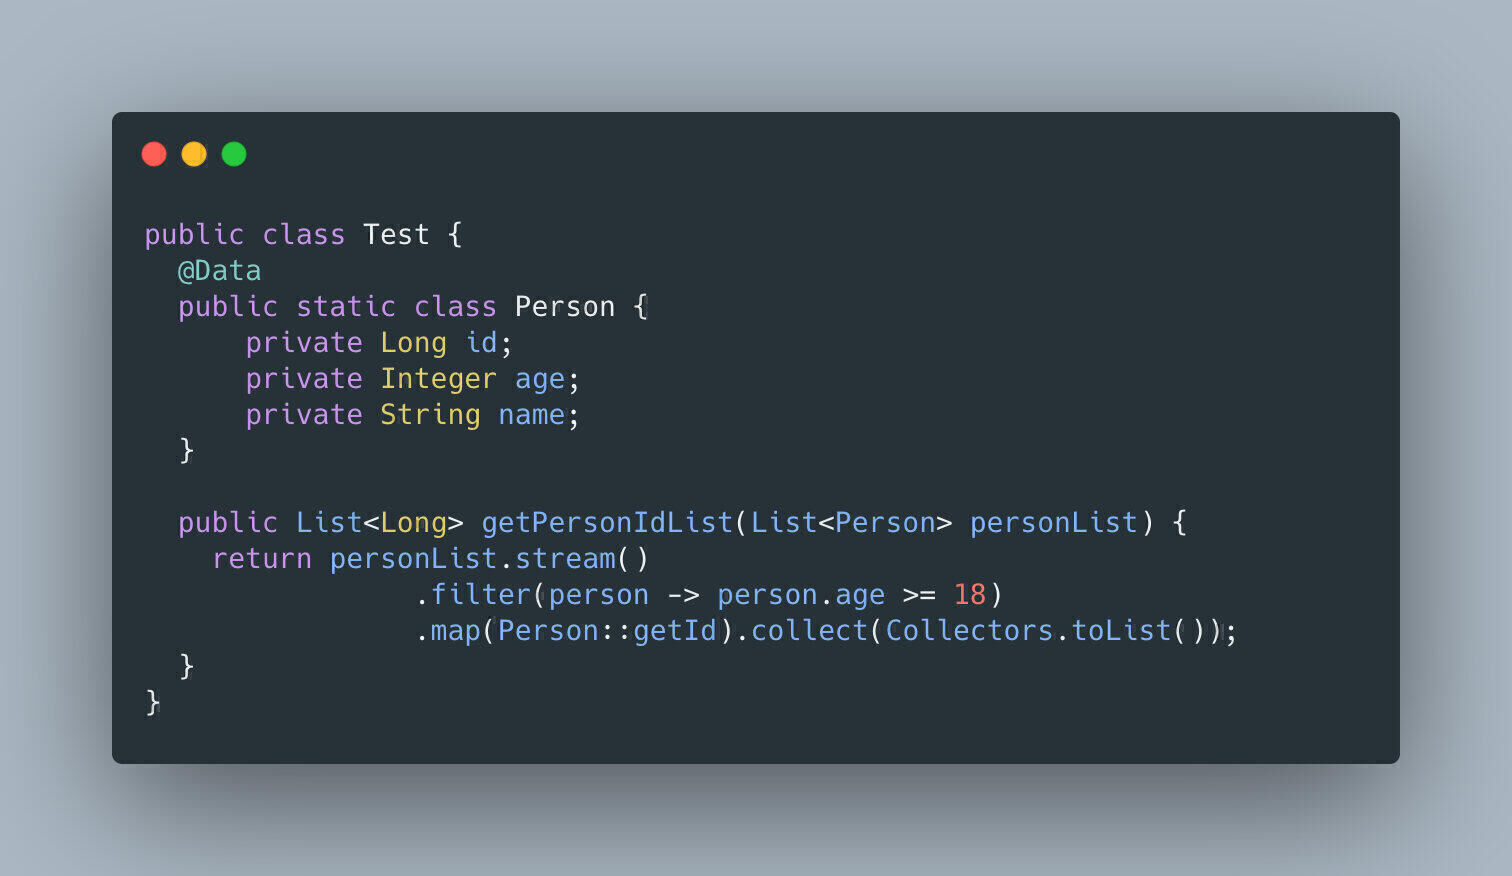 public class Test {
  @Data
  public static class Person {
      private Long id;
      private Integer age;
      private String name;
  }

  public List<Long> getPersonIdList(List<Person> personList) {
    return personList.stream()
                .filter(person -> person.age >= 18)
                .map(Person::getId).collect(Collectors.toList());
  }
}